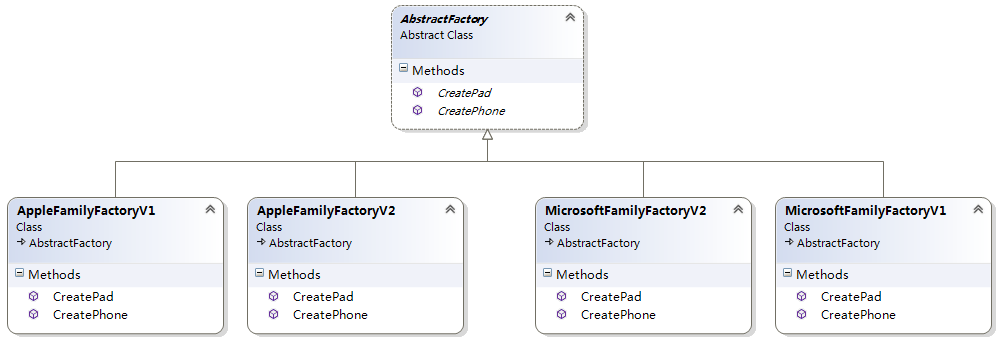 AbstractFactory
Abstract Class
Methods
CreatePad
CreatePhone
AppleFamilyFactoryV1
Class
AbstractFactory
Methods
CreatePad
CreatePhone
AppleFamilyFactoryV2
Class
AbstractFactory
Methods
CreatePad
CreatePhone
MicrosoftFamilyFactoryV2
Class
AbstractFactory
Methods
CreatePad
CreatePhone
MicrosoftFamilyFactoryV1
Class
AbstractFactory
Methods
CreatePad
CreatePhone